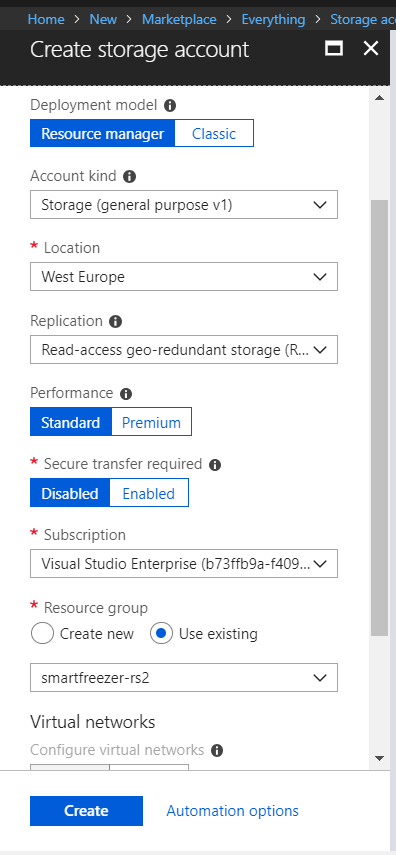 Home > New > Marketplace > Everything > Storage ac
Create storage account
Deployment model
Resource manager Classic
Account kind
Storage (general purpose v1)
* Location
West Europe
Replication
Read-access geo-redundant storage (R...
Performance
Standard Premium
* Secure transfer required
Disabled Enabled
* Subscription
Visual Studio Enterprise (b73ffb9a-f409...
* Resource group
Create new Use existing
smartfreezer-rs2
Virtual networks
Configure virtual networks
Create Automation options